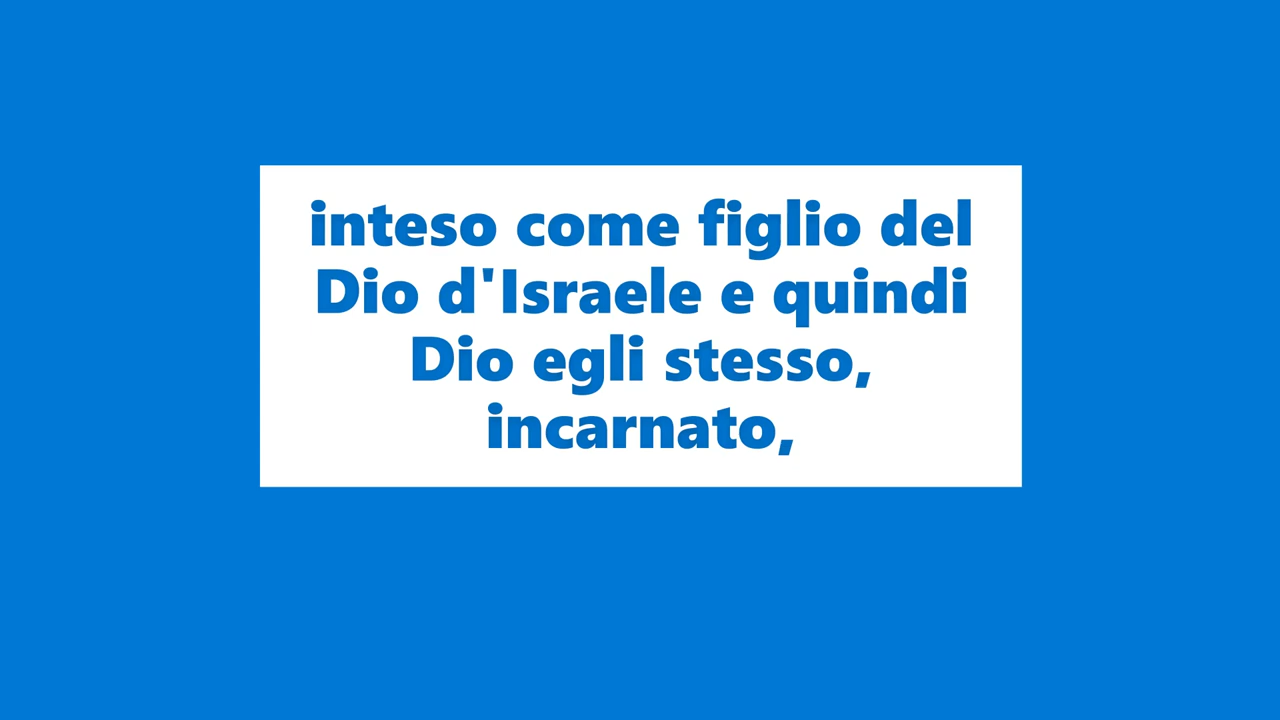 inteso come figlio del
Dio d'Israele e quindi
Dio egli stesso,
incarnato,